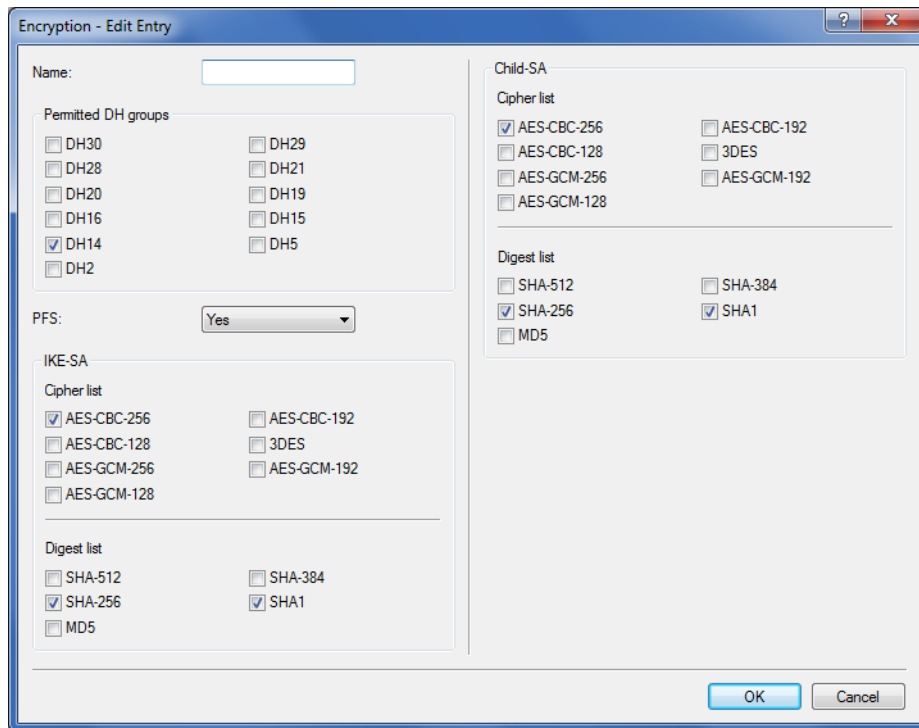 Encryption - Edit Entry
Name:
Permitted DH groups
DH30 DH29
DH28 DH21
DH20 DH19
DH16 DH15
DH14 DH5
DH2
PFS: Yes
IKE-SA
Cipher list
AES-CBC-256 AES-CBC-192
AES-CBC-128 3DES
AES-GCM-256 AES-GCM-192
AES-GCM-128
Digest list
SHA-512 SHA-384
SHA-256 SHA1
MD5
Child-SA
Cipher list
AES-CBC-256 AES-CBC-192
AES-CBC-128 3DES
AES-GCM-256 AES-GCM-192
AES-GCM-128
Digest list
SHA-512 SHA-384
SHA-256 SHA1
MD5
OK Cancel